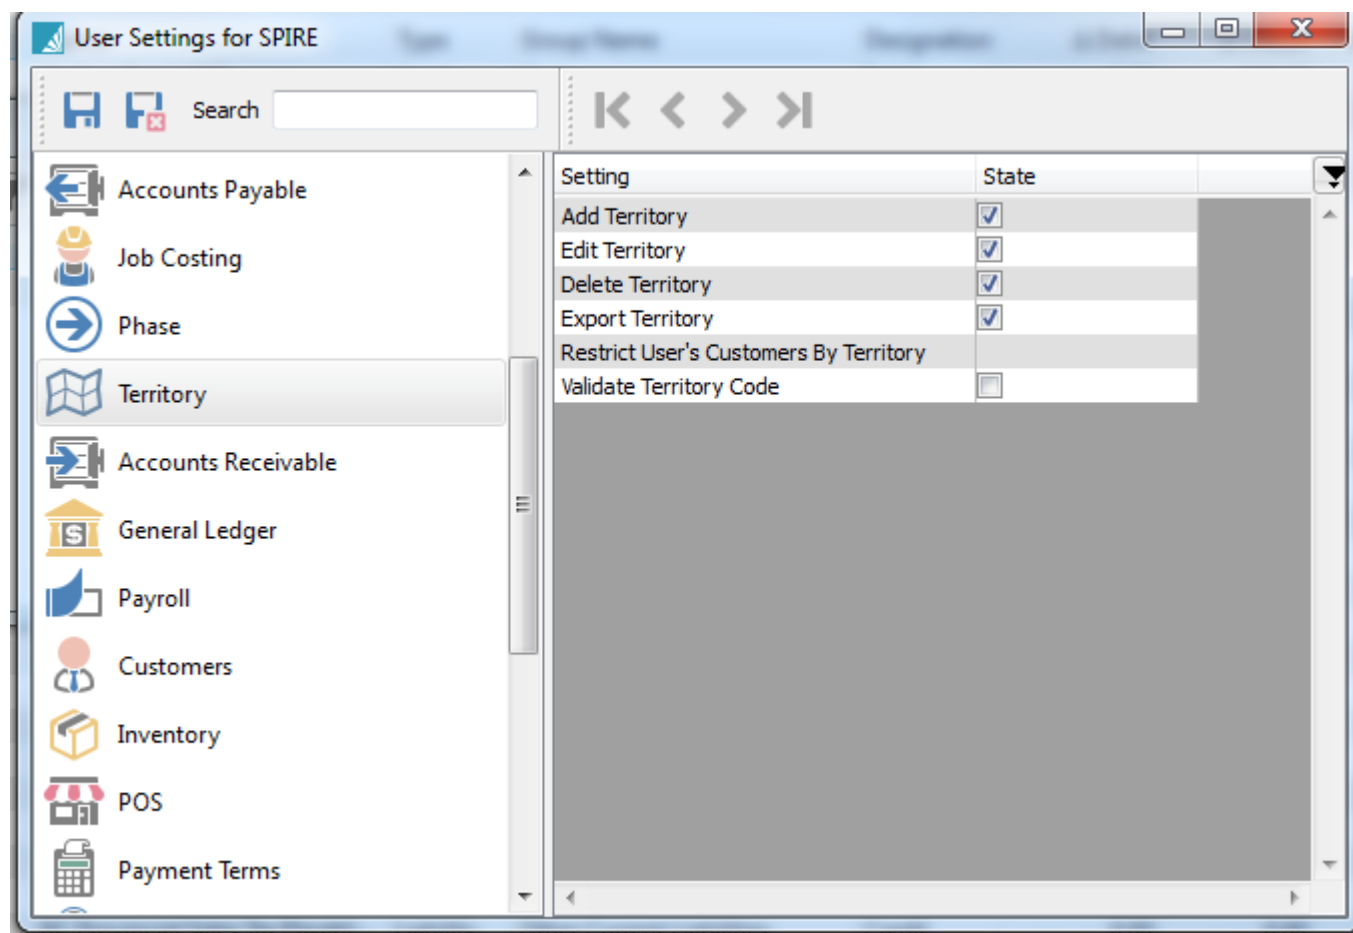 User Settings for SPIRE
Search
Accounts Payable
Job Costing
Phase
Territory
Accounts Receivable
General Ledger
Payroll
Customers
Inventory
POS
Payment Terms
Setting State
Add Territory
Edit Territory
Delete Territory
Export Territory
Restrict User's Customers By Territory
Validate Territory Code